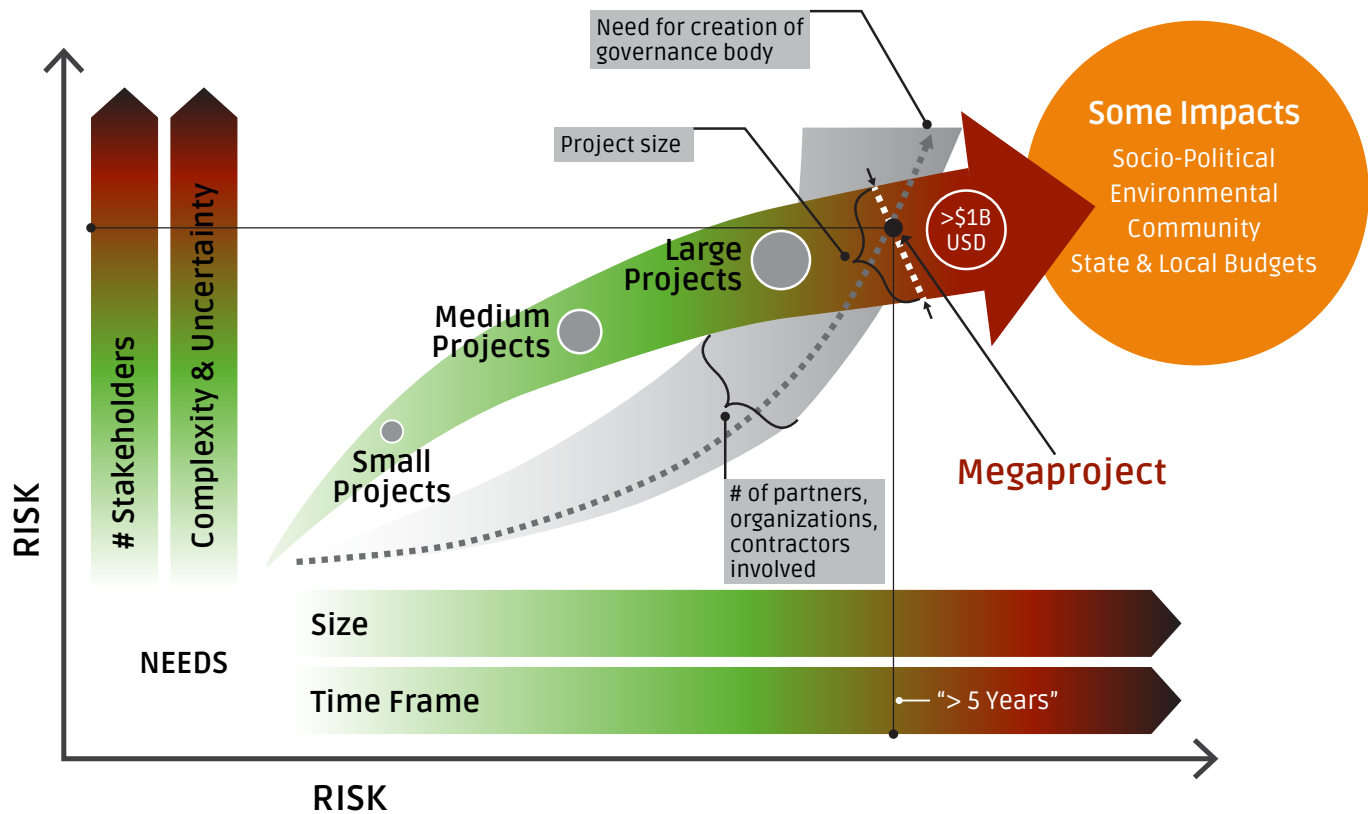 Need for creation of
governance body
Project size
Some Impacts
Socio-Political
Environmental
Community
State & Local Budgets
>$1B
USD
Large
Projects
Medium
Projects
Small
Projects
Megaproject
# of partners,
organizations,
contractors
involved
# Stakeholders
Complexity & Uncertainty
RISK
NEEDS
Size
Time Frame
“> 5 Years”
RISK